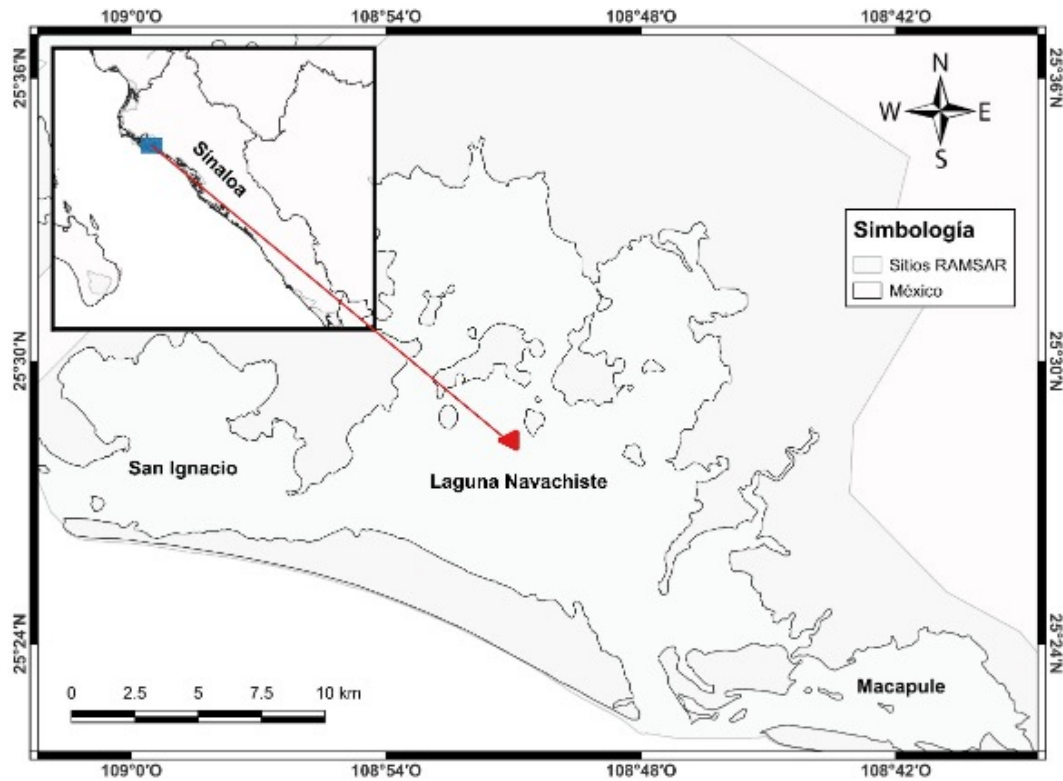 109°0'O 108°54'O 108°48'O 108°42'O
25°36'N 25°36'N
N
W E
S
Sinaloa
Simbología
Sitios RAMSAR
México
25°30'N 25°30'N
San Ignacio
Laguna Navachiste
25°24'N 25°24'N
Macapule
0 2.5 5 7.5 10 km
109°0'O 108°54'O 108°48'O 108°42'O